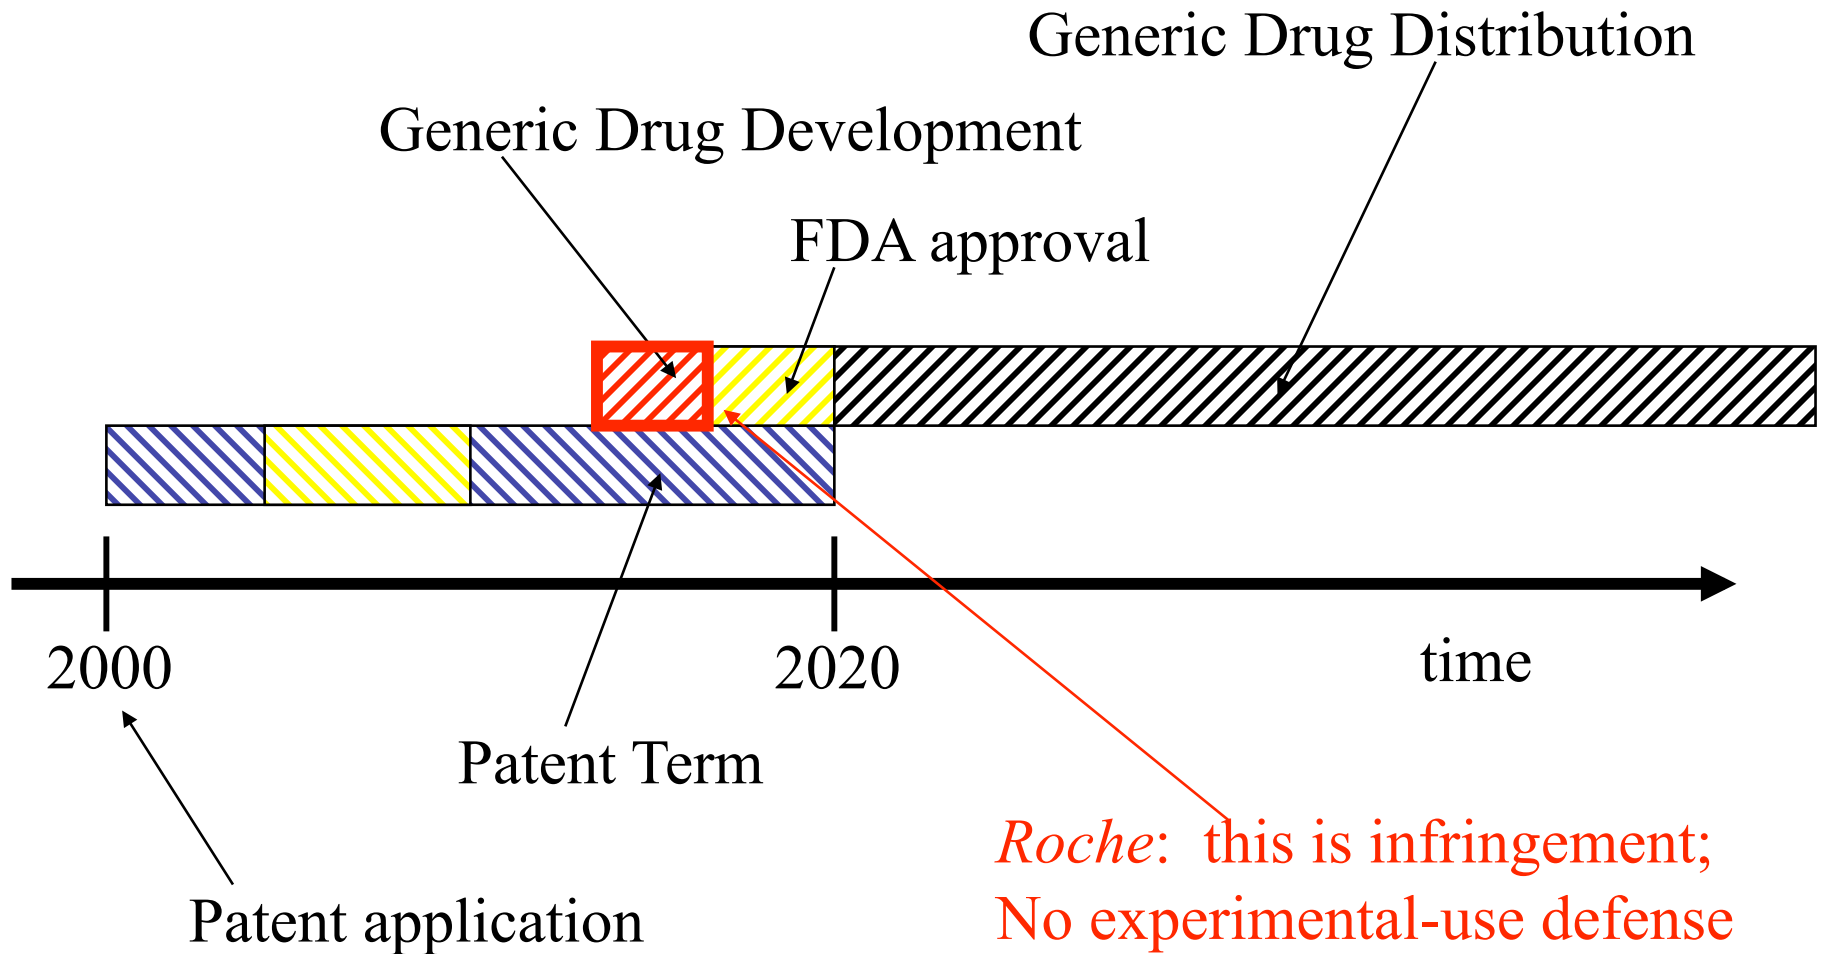 Generic Drug Distribution
Generic Drug Development
FDA approval
2000
2020
time
Patent Term
Patent application
Roche: this is infringement;
No experimental-use defense